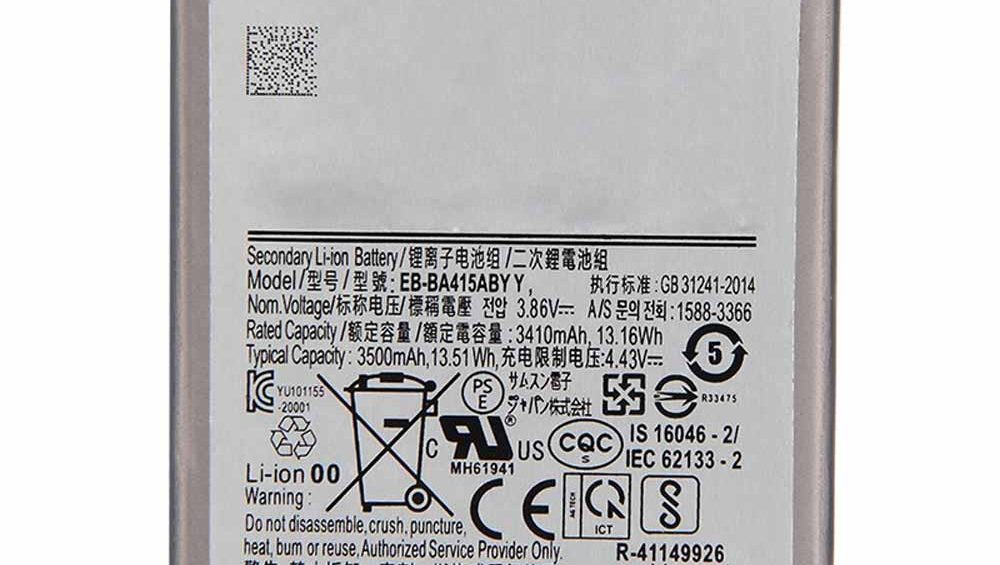 Secondary Li-ion Battery/锂离子电池组/二次鋰電池組
Model/型号/型號: EB-BA415ABY Y, 执行标准:GB 31241-2014
Nom.Voltage/标称电压/標稱電壓 전압 3.86V⎓ A/S 문의 전화:1588-3366
Rated Capacity/额定容量/額定電容量:3410mAh, 13.16Wh
Typical Capacity: 3500mAh,13.51 Wh,充电限制电压:4.43V⎓
5
YU101155
-20001
PS
E
サムスン電子
ジャパン株式会社
R33475
C RU ® US
MH61941
CQC
S
IS 16046 - 2/
IEC 62133 - 2
Li-ion 00
CE
AG TECH
ICT
Warning:
Do not disassemble, crush, puncture,
heat, bum or reuse, Authorized Service Provider Only.
R-41149926